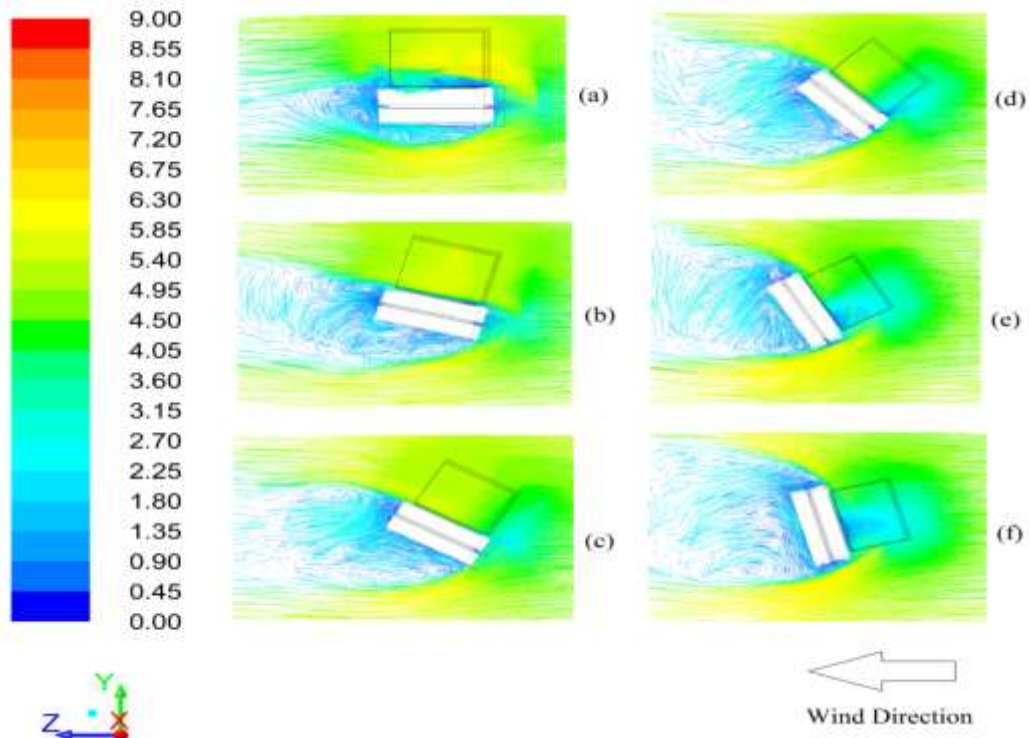 9.00
8.55
8.10
7.65
7.20
6.75
6.30
5.85
5.40
4.95
4.50
4.05
3.60
3.15
2.70
2.25
1.80
1.35
0.90
0.45
0.00
Y
Z
X
(a)
(b)
(c)
(d)
(e)
(f)
Wind Direction